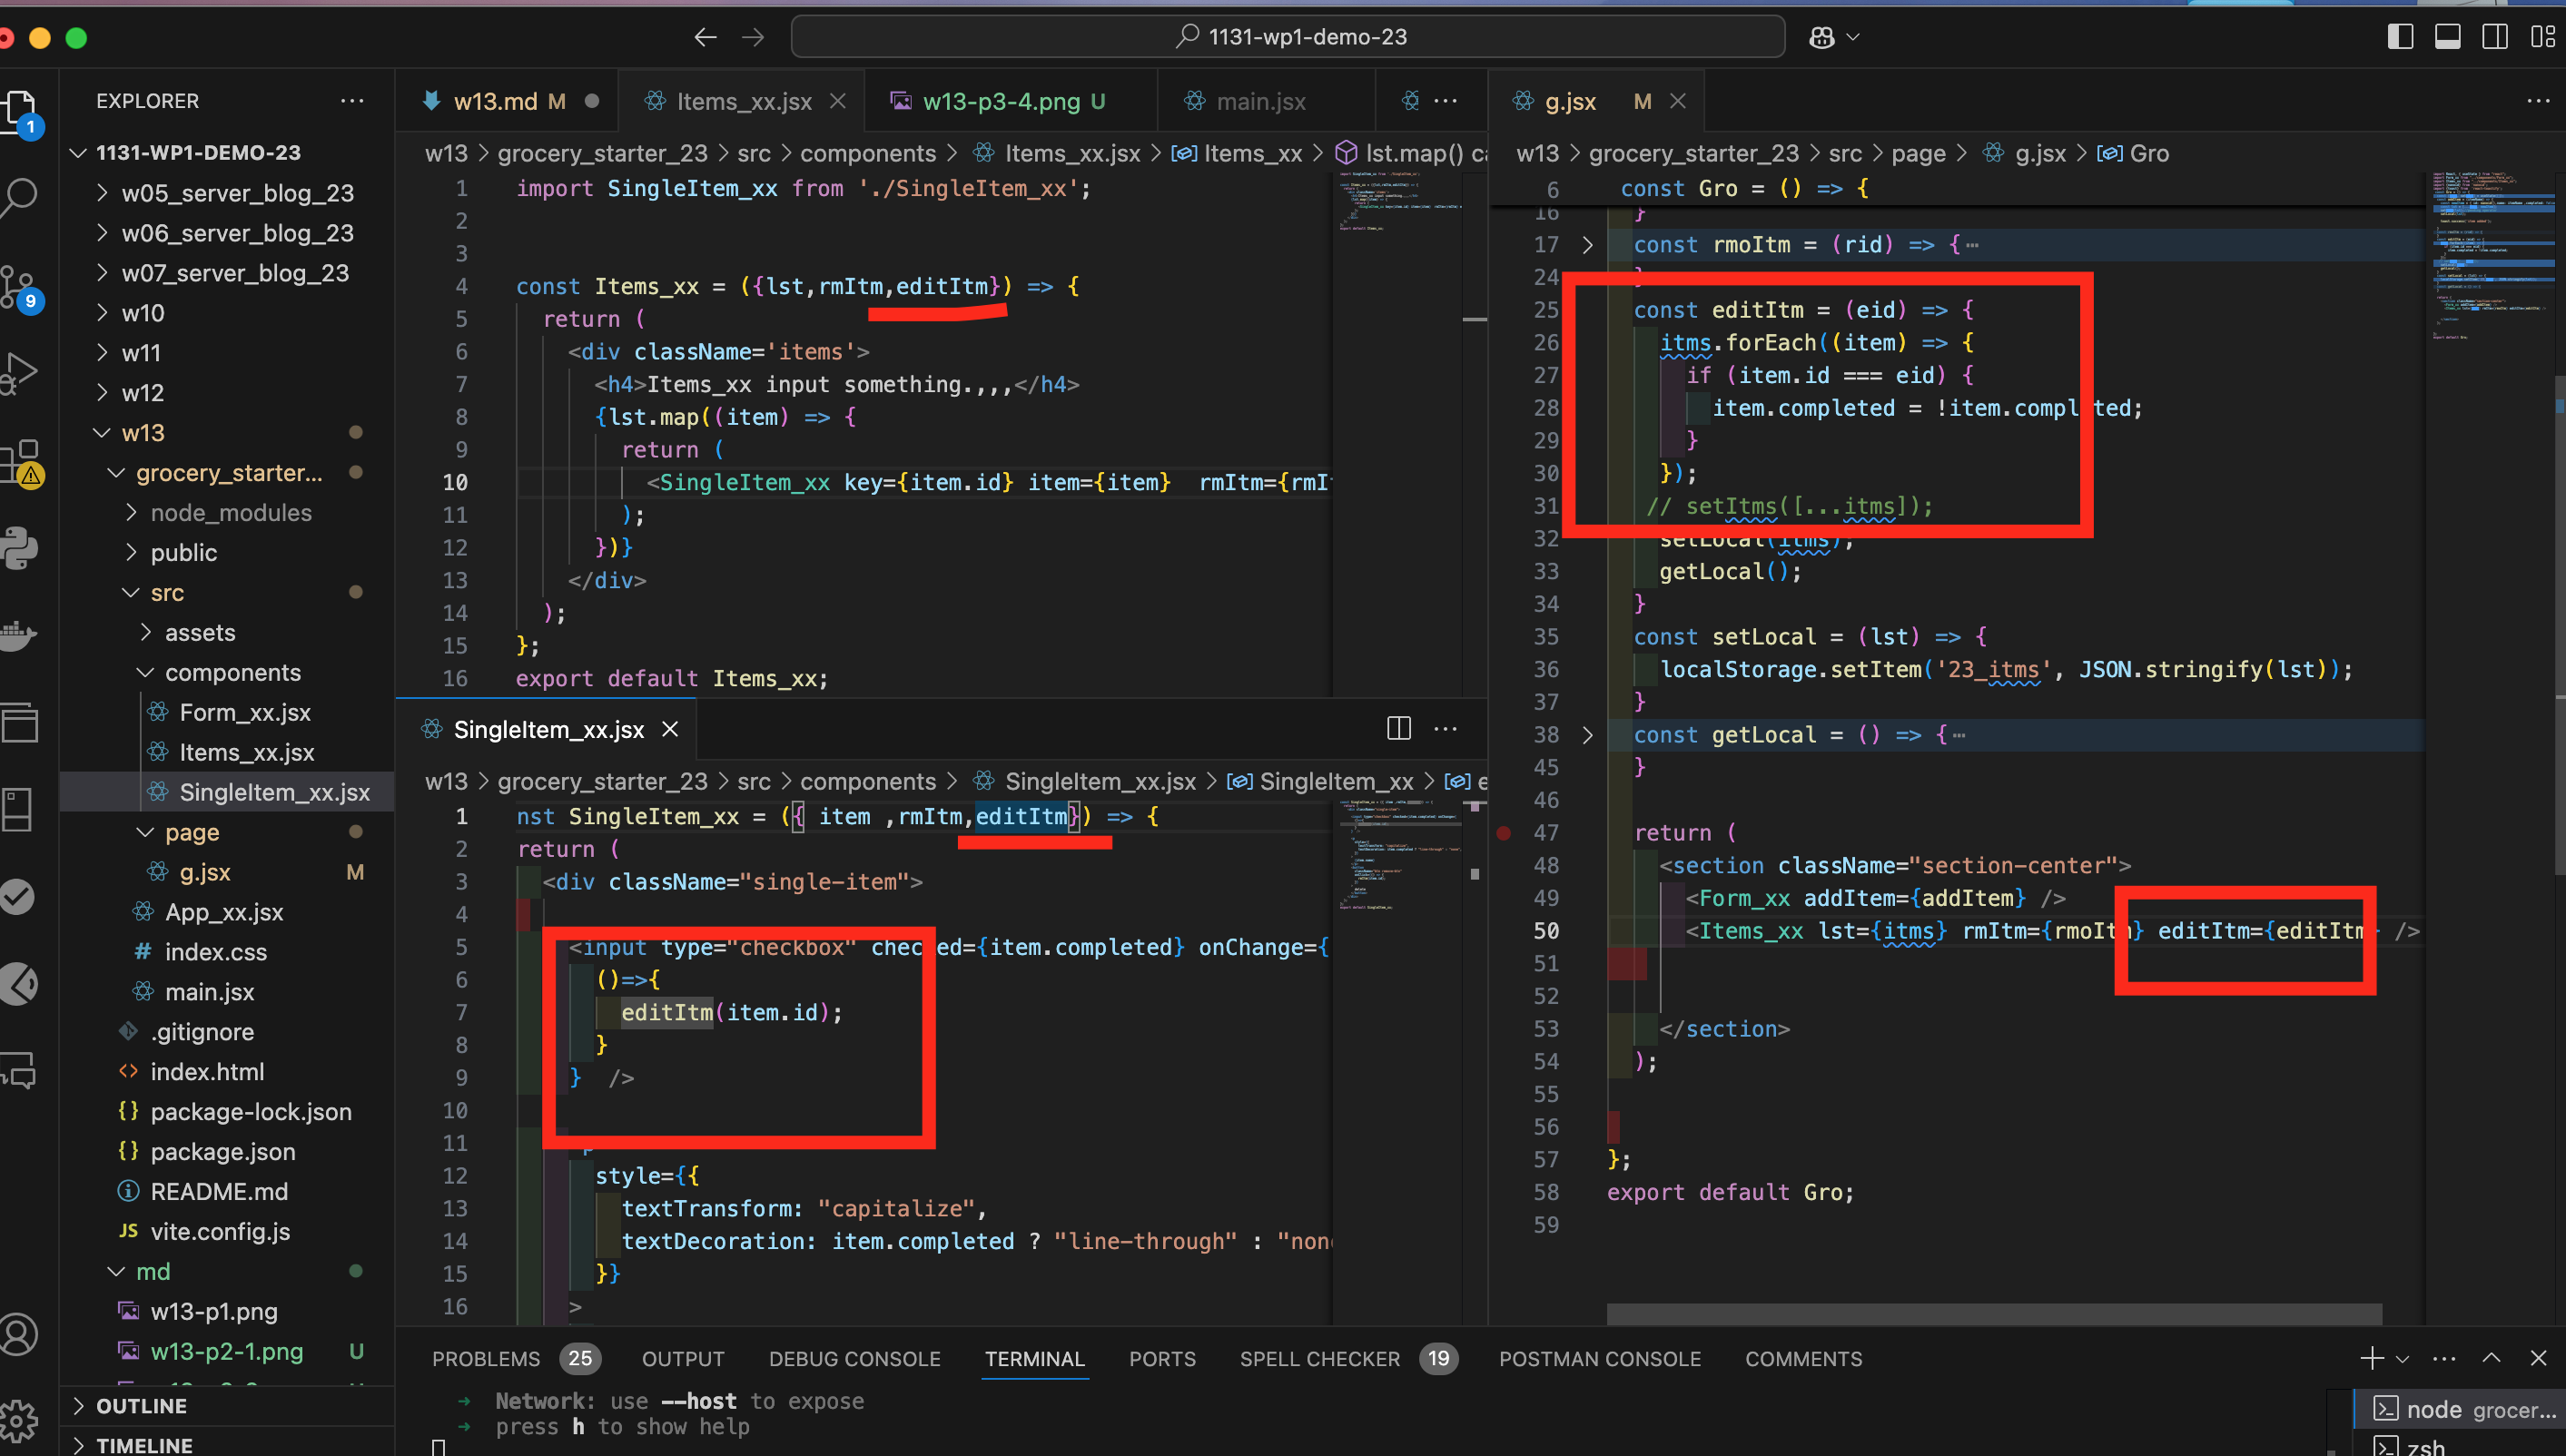 1131-wp1-demo-23
EXPLORER
1131-WP1-DEMO-23
w05_server_blog_23
w06_server_blog_23
w07_server_blog_23
w10
w11
w12
w13
grocery_starter...
node_modules
public
src
assets
components
Form_xx.jsx
Items_xx.jsx
SingleItem_xx.jsx
page
g.jsx M
App_xx.jsx
# index.css
main.jsx
.gitignore
<> index.html
{} package-lock.json
{} package.json
README.md
JS vite.config.js
md
w13-p1.png
w13-p2-1.png U
OUTLINE
TIMELINE
1
9
w13.md M
Items_xx.jsx
w13-p3-4.png U
main.jsx
w13 > grocery_starter_23 > src > components > Items_xx.jsx > Items_xx > lst.map()
1 import SingleItem_xx from './SingleItem_xx';
2
3
4 const Items_xx = ({lst,rmItm,editItm}) => {
5 return (
6 <div className='items'>
7 <h4>Items_xx input something.,,,</h4>
8 {lst.map((item) => {
9 return (
10 <SingleItem_xx key={item.id} item={item}  rmItm={rmI
11 );
12 })}
13 </div>
14 );
15 };
16 export default Items_xx;
SingleItem_xx.jsx
w13 > grocery_starter_23 > src > components > SingleItem_xx.jsx > SingleItem_xx > e
1 nst SingleItem_xx = ({ item ,rmItm,editItm}) => {
2 return (
3 <div className="single-item">
4
5 <input type="checkbox" checked={item.completed} onChange={
6 ()=>{
7 editItm(item.id);
8 }
9 }  />
10
11
12 style={{
13 textTransform: "capitalize",
14 textDecoration: item.completed ? "line-through" : "none
15 }}
16 >
g.jsx M
w13 > grocery_starter_23 > src > page > g.jsx > Gro
6 const Gro = () => {
16 }
17 const rmoItm = (rid) => {…
24 }
25 const editItm = (eid) => {
26 itms.forEach((item) => {
27 if (item.id === eid) {
28 item.completed = !item.completed;
29 }
30 });
31 // setItms([...itms]);
32 setLocal(itms);
33 getLocal();
34 }
35 const setLocal = (lst) => {
36 localStorage.setItem('23_itms', JSON.stringify(lst));
37 }
38 const getLocal = () => {…
45 }
46
47 return (
48 <section className="section-center">
49 <Form_xx addItem={addItem} />
50 <Items_xx lst={itms} rmItm={rmoItm} editItm={editItm} />
51
52
53 </section>
54 );
55
56
57 };
58 export default Gro;
59
PROBLEMS 25 OUTPUT DEBUG CONSOLE TERMINAL PORTS SPELL CHECKER 19 POSTMAN CONSOLE COMMENTS
➜ Network: use --host to expose
➜ press h to show help
node grocer...
zsh